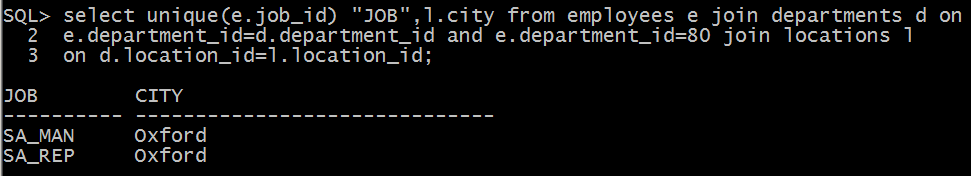 SQL> select unique(e.job_id) "JOB",l.city from employees e join departments d on
2 e.department_id=d.department_id and e.department_id=80 join locations l
3 on d.location_id=l.location_id;
JOB CITY
---------- ------------------------------
SA_MAN Oxford
SA_REP Oxford